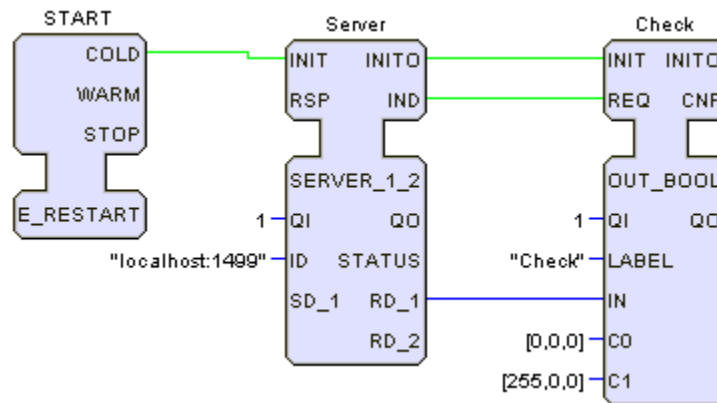 START
COLD
WARM
STOP
E_RESTART
Server
INIT INITO
RSP IND
SERVER_1_2
1 QI QO
"localhost:1499" ID STATUS
SD_1 RD_1
RD_2
Check
INIT INITO
REQ CNF
OUT_BOOL
1 QI QO
"Check" LABEL
IN
[0,0,0] C0
[255,0,0] C1